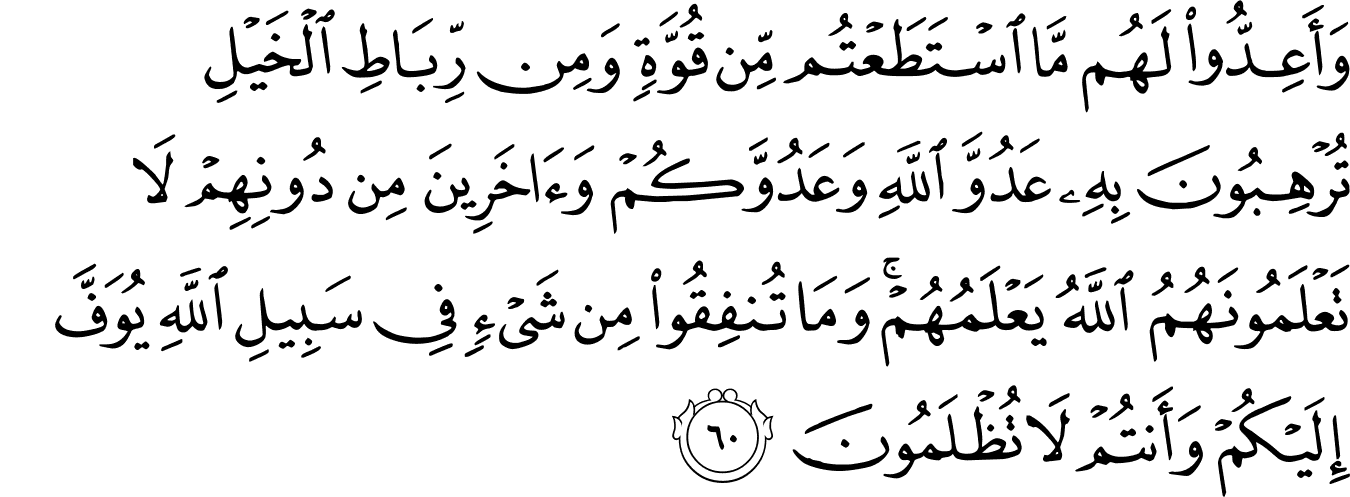 وَأَعِدُّوا۟ لَهُم مَّا ٱسْتَطَعْتُم مِّن قُوَّةٍ وَمِن رِّبَاطِ ٱلْخَيْلِ
تُرْهِبُونَ بِهِۦ عَدُوَّ ٱللَّهِ وَعَدُوَّكُمْ وَءَاخَرِينَ مِن دُونِهِمْ لَا
تَعْلَمُونَهُمُ ٱللَّهُ يَعْلَمُهُمْ ۚ وَمَا تُنفِقُوا۟ مِن شَىْءٍ فِى سَبِيلِ ٱللَّهِ يُوَفَّ
إِلَيْكُمْ وَأَنتُمْ لَا تُظْلَمُونَ ٦٠